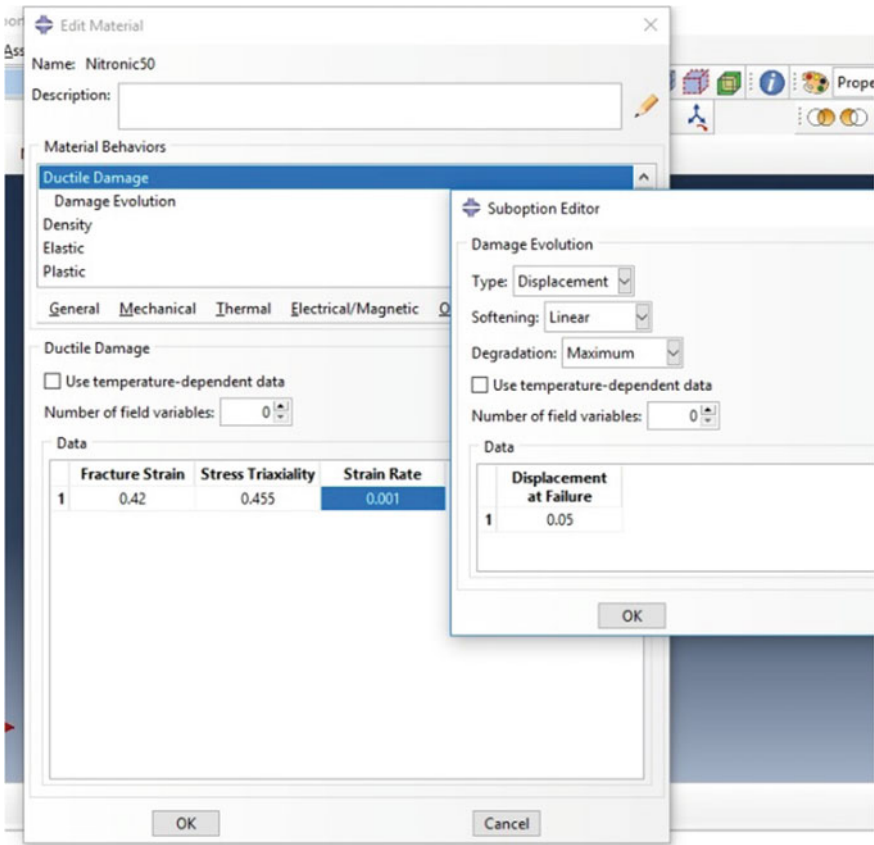 Edit Material
Ass
Name: Nitronic50
Description:
Prope
Material Behaviors
Ductile Damage
Damage Evolution
Density
Elastic
Plastic
General Mechanical Thermal Electrical/Magnetic O
Ductile Damage
Use temperature-dependent data
Number of field variables: 0
Data
Fracture Strain Stress Triaxiality Strain Rate
1 0.42 0.455 0.001
OK Cancel
Suboption Editor
Damage Evolution
Type: Displacement
Softening: Linear
Degradation: Maximum
Use temperature-dependent data
Number of field variables: 0
Data
Displacement
at Failure
1 0.05
OK